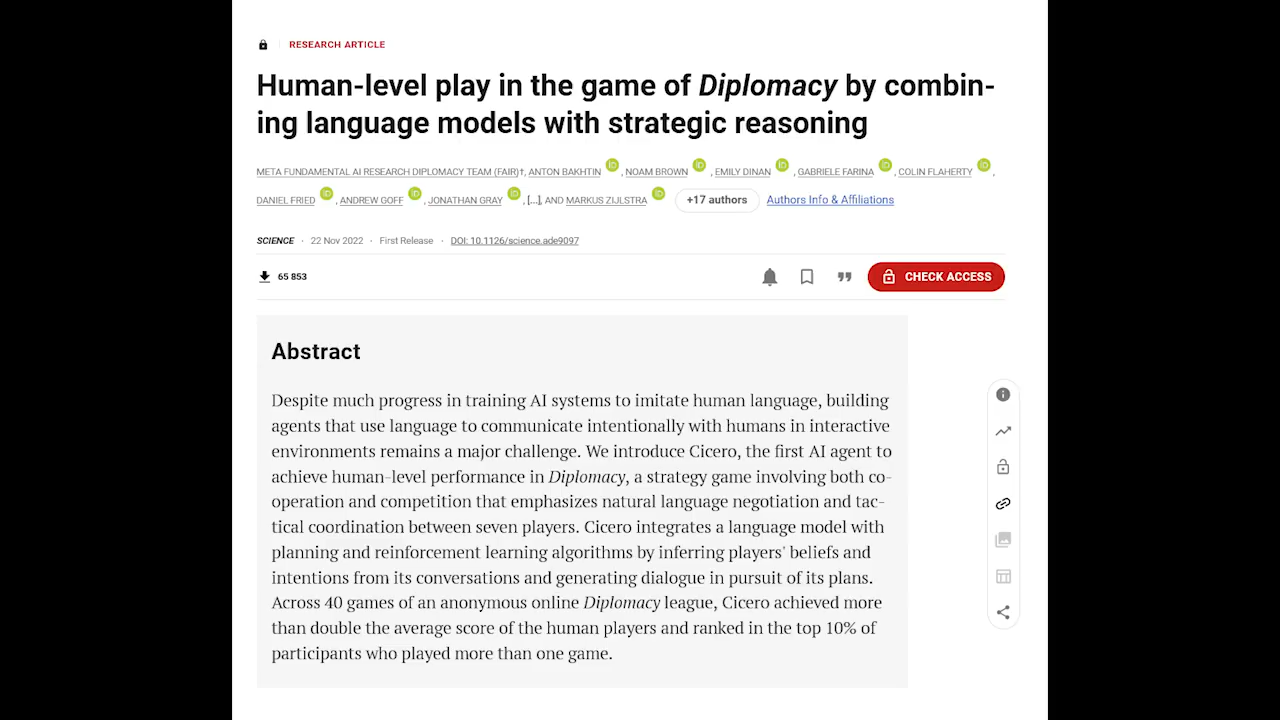 RESEARCH ARTICLE
Human-level play in the game of Diplomacy by combin-
ing language models with strategic reasoning
META FUNDAMENTAL AI RESEARCH DIPLOMACY TEAM (FAIR)†, ANTON BAKHTIN iD, NOAM BROWN iD, EMILY DINAN iD, GABRIELE FARINA iD, COLIN FLAHERTY iD,
DANIEL FRIED iD, ANDREW GOFF iD, JONATHAN GRAY iD, [...], AND MARKUS ZIJLSTRA iD +17 authors Authors Info & Affiliations
SCIENCE · 22 Nov 2022 · First Release · DOI: 10.1126/science.ade9097
65 853 CHECK ACCESS
Abstract
Despite much progress in training AI systems to imitate human language, building
agents that use language to communicate intentionally with humans in interactive
environments remains a major challenge. We introduce Cicero, the first AI agent to
achieve human-level performance in Diplomacy, a strategy game involving both co-
operation and competition that emphasizes natural language negotiation and tac-
tical coordination between seven players. Cicero integrates a language model with
planning and reinforcement learning algorithms by inferring players' beliefs and
intentions from its conversations and generating dialogue in pursuit of its plans.
Across 40 games of an anonymous online Diplomacy league, Cicero achieved more
than double the average score of the human players and ranked in the top 10% of
participants who played more than one game.